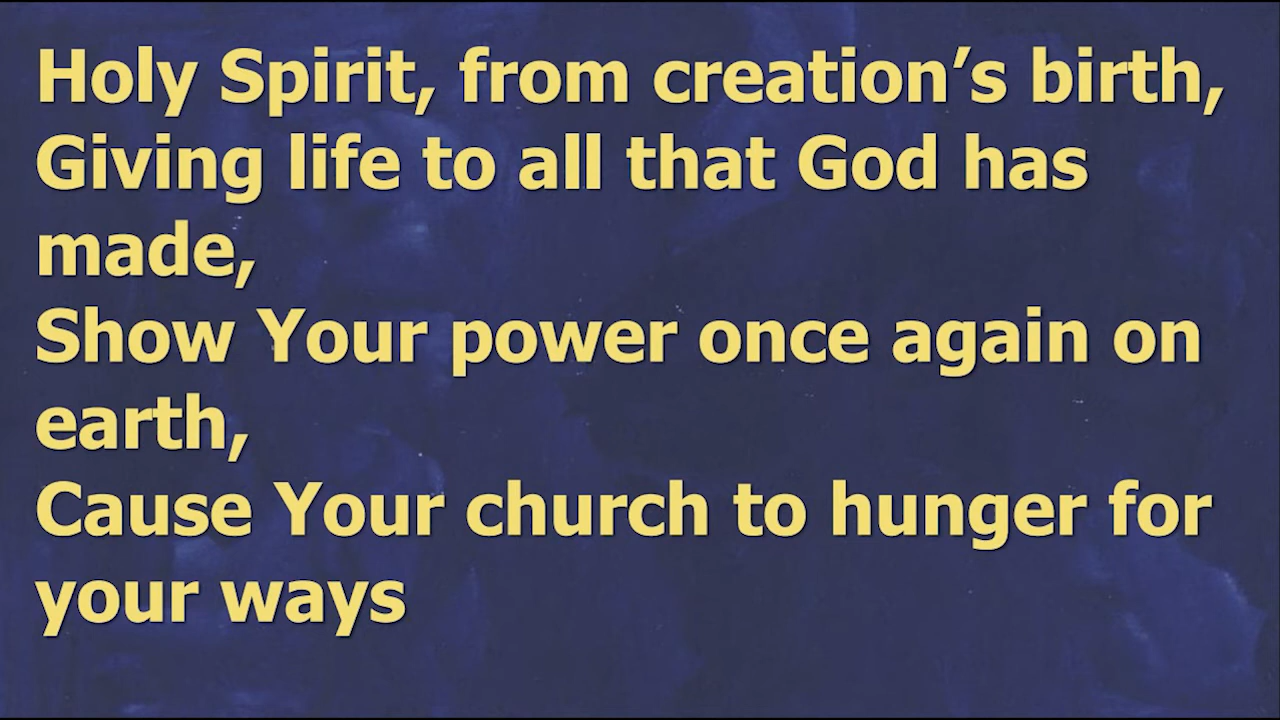 Holy Spirit, from creation’s birth,
Giving life to all that God has
made,
Show Your power once again on
earth,
Cause Your church to hunger for
your ways